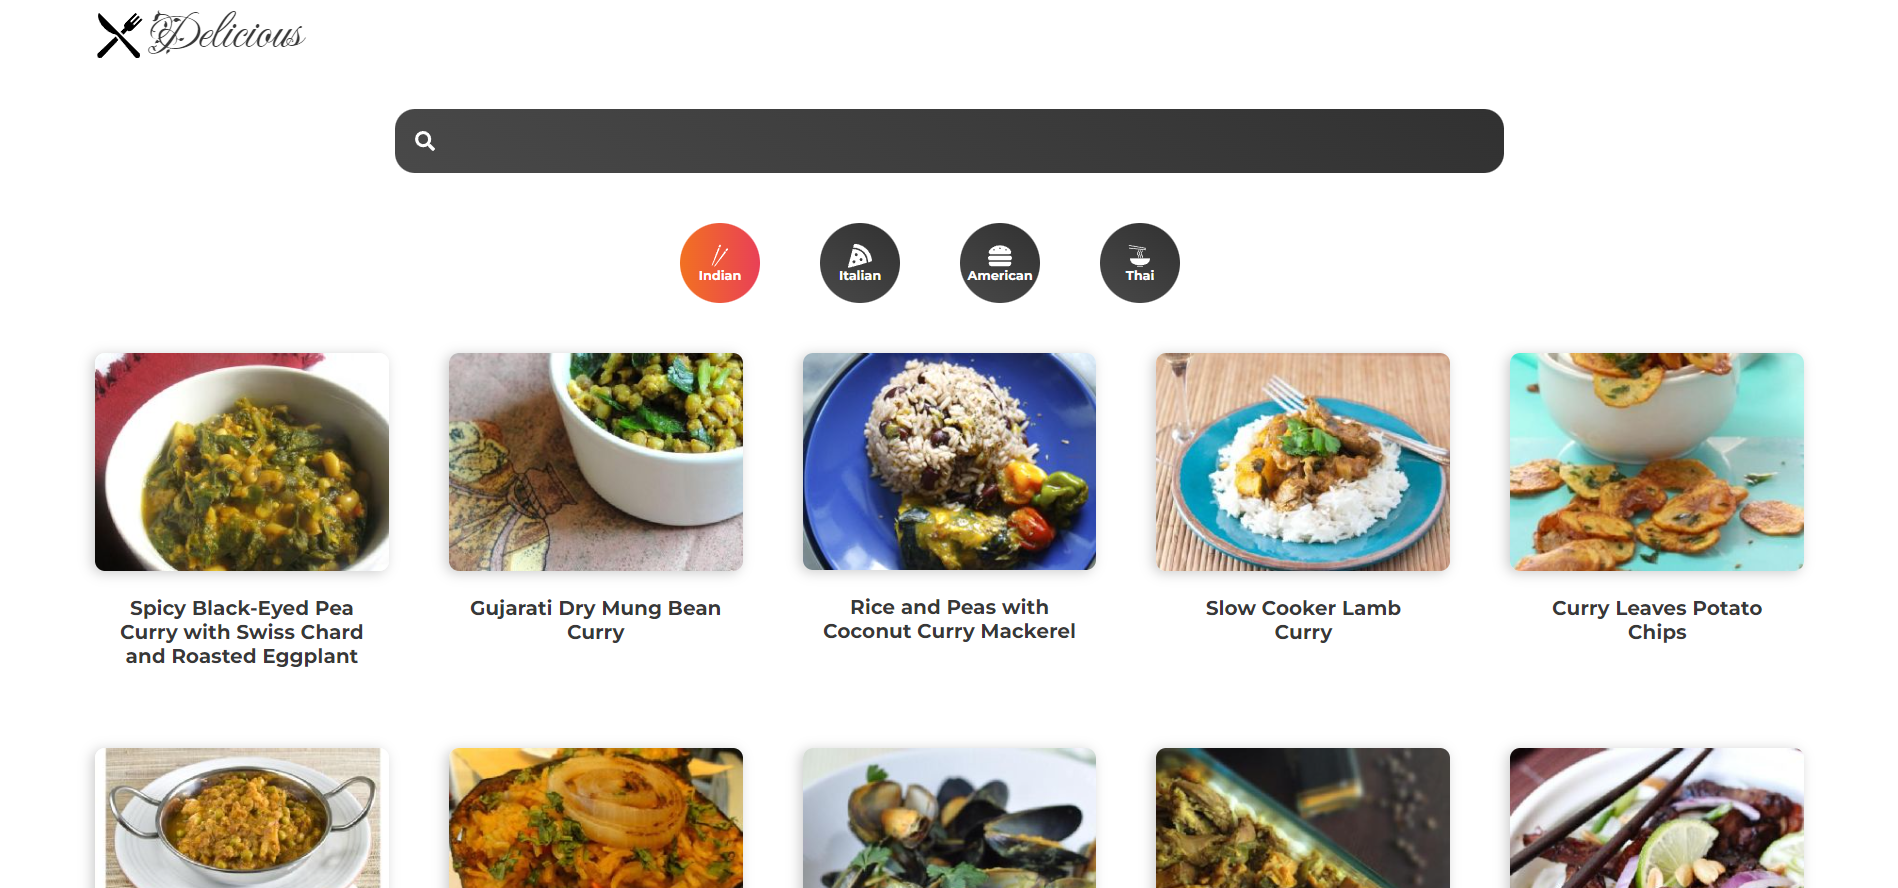 Delicious
Indian
Italian
American
Thai
Spicy Black-Eyed Pea
Curry with Swiss Chard
and Roasted Eggplant
Gujarati Dry Mung Bean
Curry
Rice and Peas with
Coconut Curry Mackerel
Slow Cooker Lamb
Curry
Curry Leaves Potato
Chips